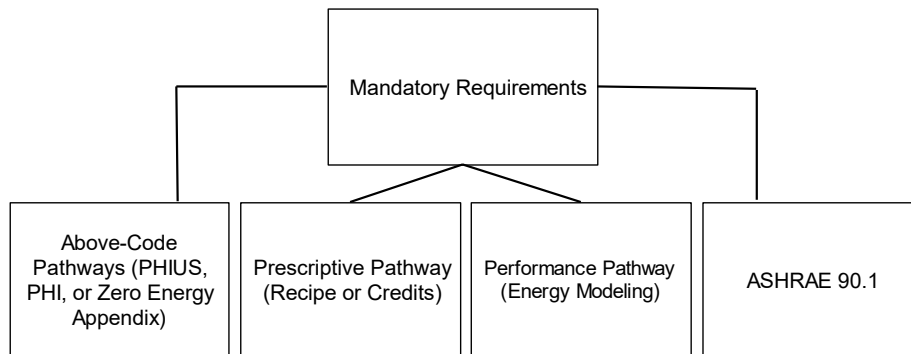 Mandatory Requirements
Above-Code
Pathways (PHIUS,
PHI, or Zero Energy
Appendix)
Prescriptive Pathway
(Recipe or Credits)
Performance Pathway
(Energy Modeling)
ASHRAE 90.1